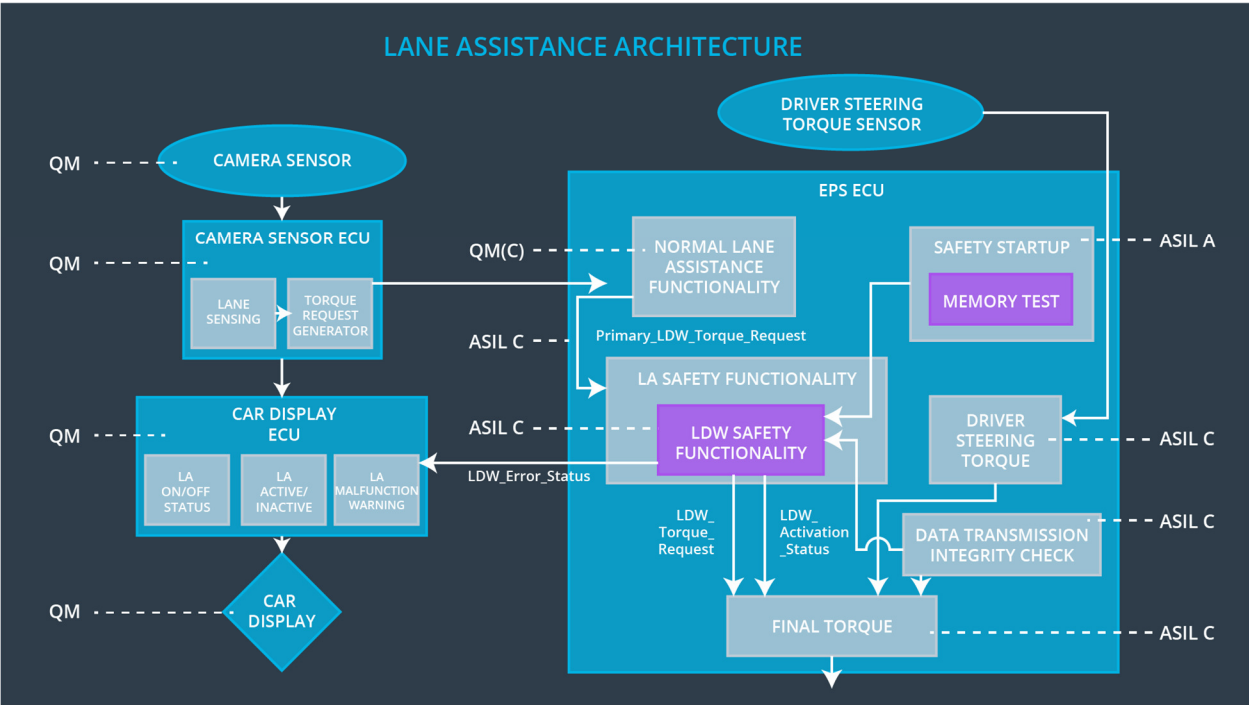 LANE ASSISTANCE ARCHITECTURE
DRIVER STEERING
TORQUE SENSOR
QM
CAMERA SENSOR
EPS ECU
CAMERA SENSOR ECU
QM
LANE
SENSING
TORQUE
REQUEST
GENERATOR
QM(C)
NORMAL LANE
ASSISTANCE
FUNCTIONALITY
SAFETY STARTUP
MEMORY TEST
ASIL A
ASIL C
Primary_LDW_Torque_Request
LA SAFETY FUNCTIONALITY
ASIL C
LDW SAFETY
FUNCTIONALITY
DRIVER
STEERING
TORQUE
ASIL C
CAR DISPLAY
ECU
QM
LA
ON/OFF
STATUS
LA
ACTIVE/
INACTIVE
LA
MALFUNCTION
WARNING
LDW_Error_Status
LDW_
Torque_
Request
LDW_
Activation
_Status
DATA TRANSMISSION
INTEGRITY CHECK
ASIL C
QM
CAR
DISPLAY
FINAL TORQUE
ASIL C